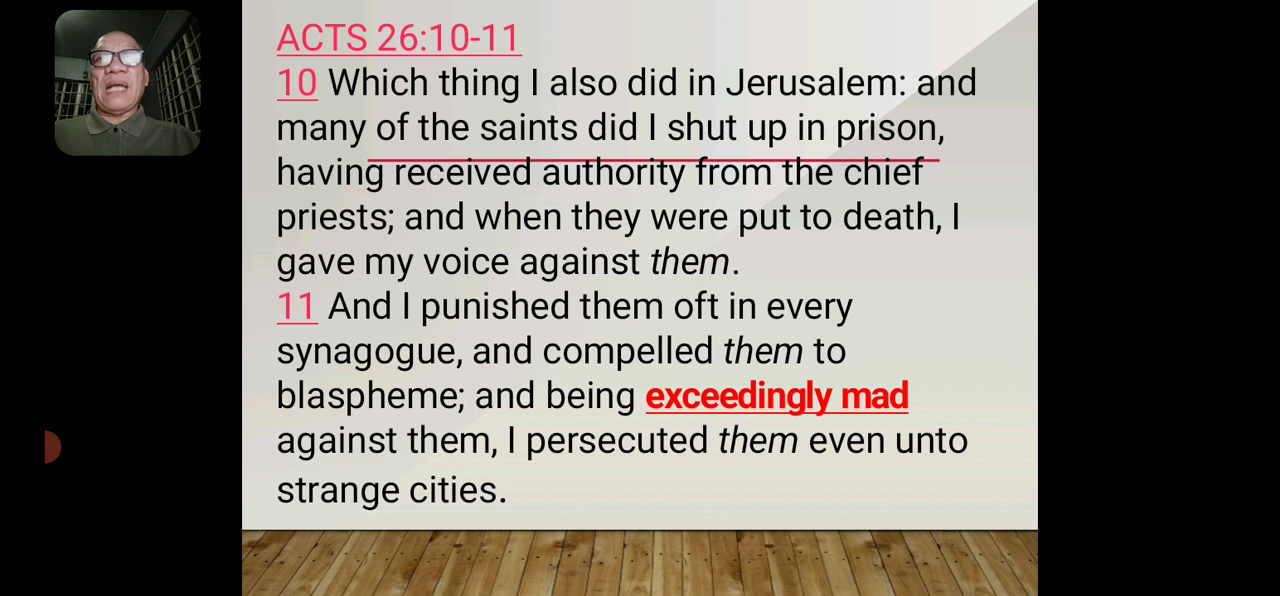 ACTS 26:10-11
10 Which thing I also did in Jerusalem: and
many of the saints did I shut up in prison,
having received authority from the chief
priests; and when they were put to death, I
gave my voice against them.
11 And I punished them oft in every
synagogue, and compelled them to
blaspheme; and being exceedingly mad
against them, I persecuted them even unto
strange cities.